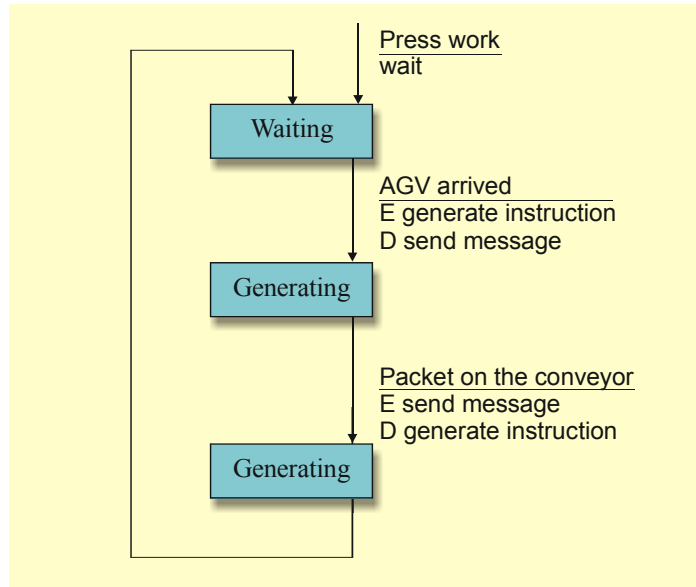 Press work
wait
Waiting
AGV arrived
E generate instruction
D send message
Generating
Packet on the conveyor
E send message
D generate instruction
Generating